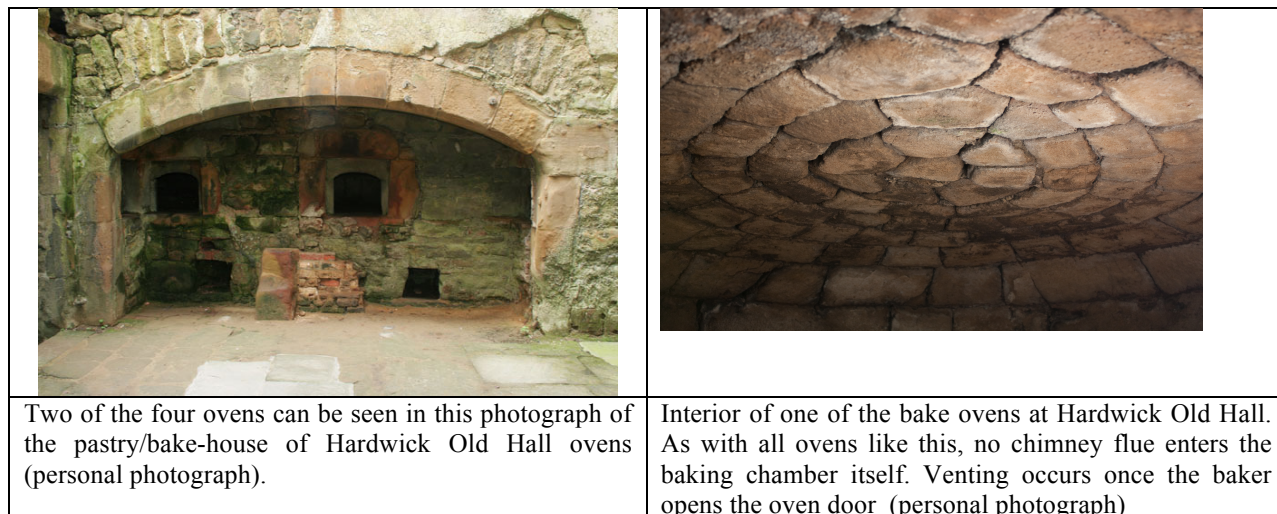 Two of the four ovens can be seen in this photograph of
the pastry/bake-house of Hardwick Old Hall ovens
(personal photograph).
Interior of one of the bake ovens at Hardwick Old Hall.
As with all ovens like this, no chimney flue enters the
baking chamber itself. Venting occurs once the baker
opens the oven door (personal photograph)